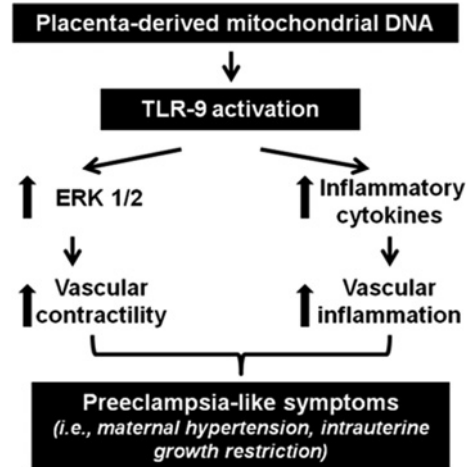 Placenta-derived mitochondrial DNA
TLR-9 activation
ERK 1/2
Inflammatory
cytokines
Vascular
contractility
Vascular
inflammation
Preeclampsia-like symptoms
(i.e., maternal hypertension, intrauterine
growth restriction)